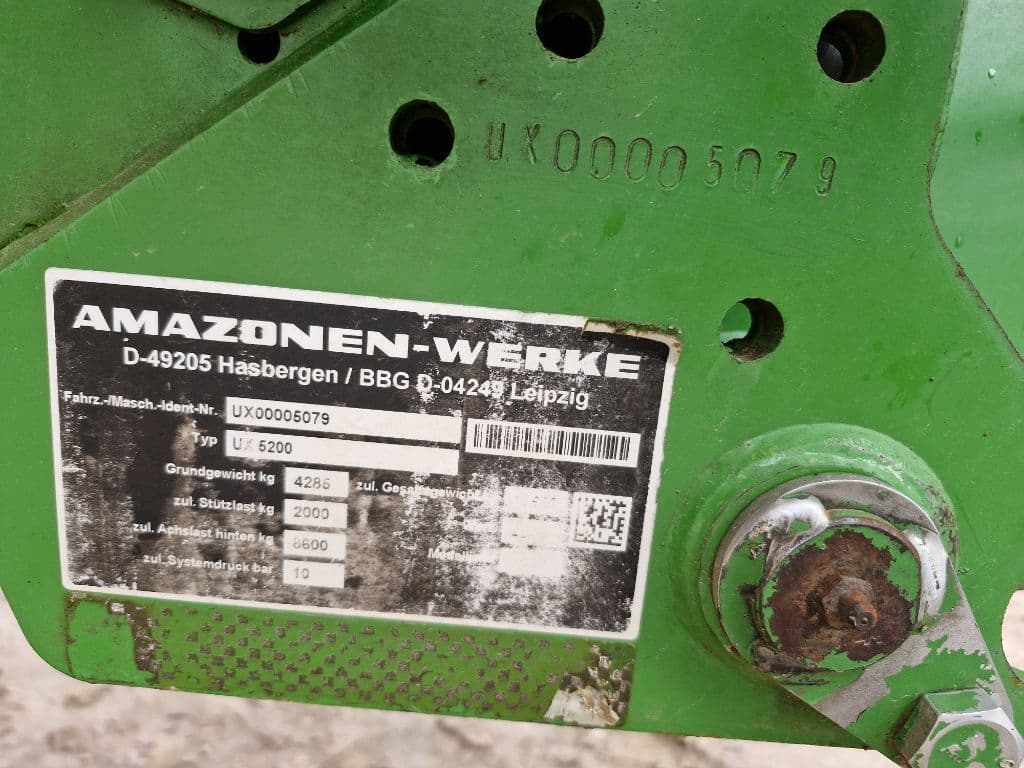 UX00005079
AMAZONEN-WERKE
D-49205 Hasbergen / BBG D-04249 Leipzig
Fahrz.-/Masch.-Ident-Nr. UX00005079
Typ UX 5200
Grundgewicht kg 4285 zul.
zul. Stützlast kg 2000
zul. Achslast hinten kg 8600
zul. Systemdruck bar 10